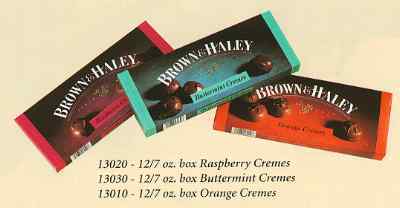 BROWN & HALEY
BROWN & HALEY
Buttermint Cremes
BROWN & HALEY
Orange Cremes
13020 - 12/7 oz. box Raspberry Cremes
13030 - 12/7 oz. box Buttermint Cremes
13010 - 12/7 oz. box Orange Cremes